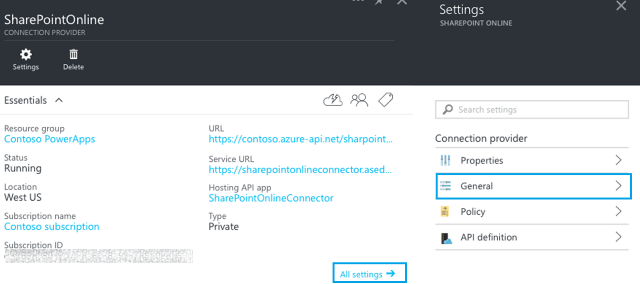 SharePointOnline
CONNECTION PROVIDER
Settings
Delete
Essentials
Resource group
Contoso PowerApps
Status
Running
Location
West US
Subscription name
Contoso subscription
Subscription ID
URL
https://contoso.azure-api.net/sharpoint...
Service URL
https://sharepointonlineconnector.ased...
Hosting API app
SharePointOnlineConnector
Type
Private
All settings
Settings
SHAREPOINT ONLINE
Search settings
Connection provider
Properties
General
Policy
API definition